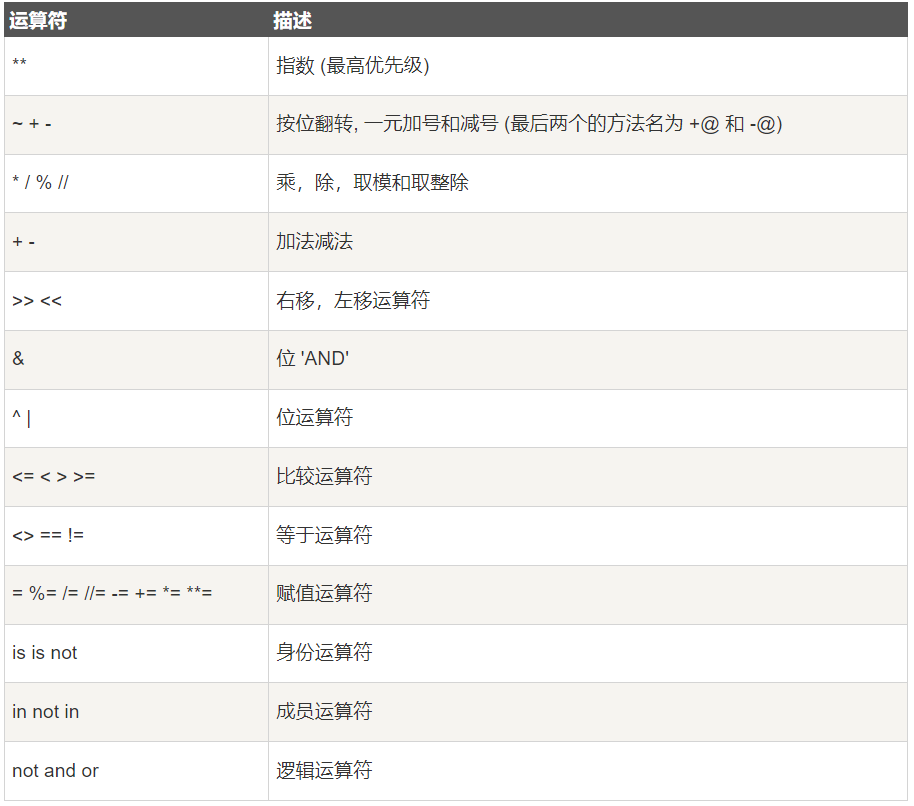 运算符 描述
** 指数 (最高优先级)
~ + - 按位翻转, 一元加号和减号 (最后两个的方法名为 +@ 和 -@)
* / % // 乘，除，取模和取整除
+ - 加法减法
>> << 右移，左移运算符
& 位 'AND'
^ | 位运算符
<= < > >= 比较运算符
<> == != 等于运算符
= %= /= //= -= += *= **= 赋值运算符
is is not 身份运算符
in not in 成员运算符
not and or 逻辑运算符